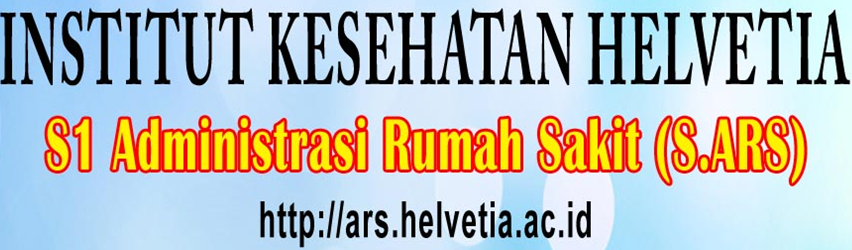 INSTITUT KESEHATAN HELVETIA
S1 Administrasi Rumah Sakit (S.ARS)
http://ars.helvetia.ac.id